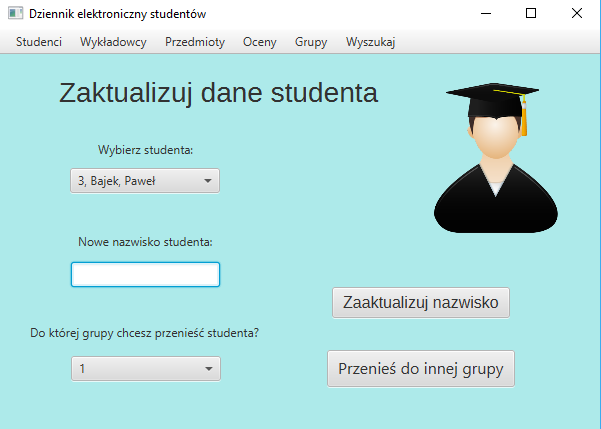 Dziennik elektroniczny studentów
Studenci Wykładowcy Przedmioty Oceny Grupy Wyszukaj
Zaktualizuj dane studenta
Wybierz studenta:
3, Bajek, Paweł
Nowe nazwisko studenta:
Zaaktualizuj nazwisko
Do której grupy chcesz przenieść studenta?
1
Przenieś do innej grupy